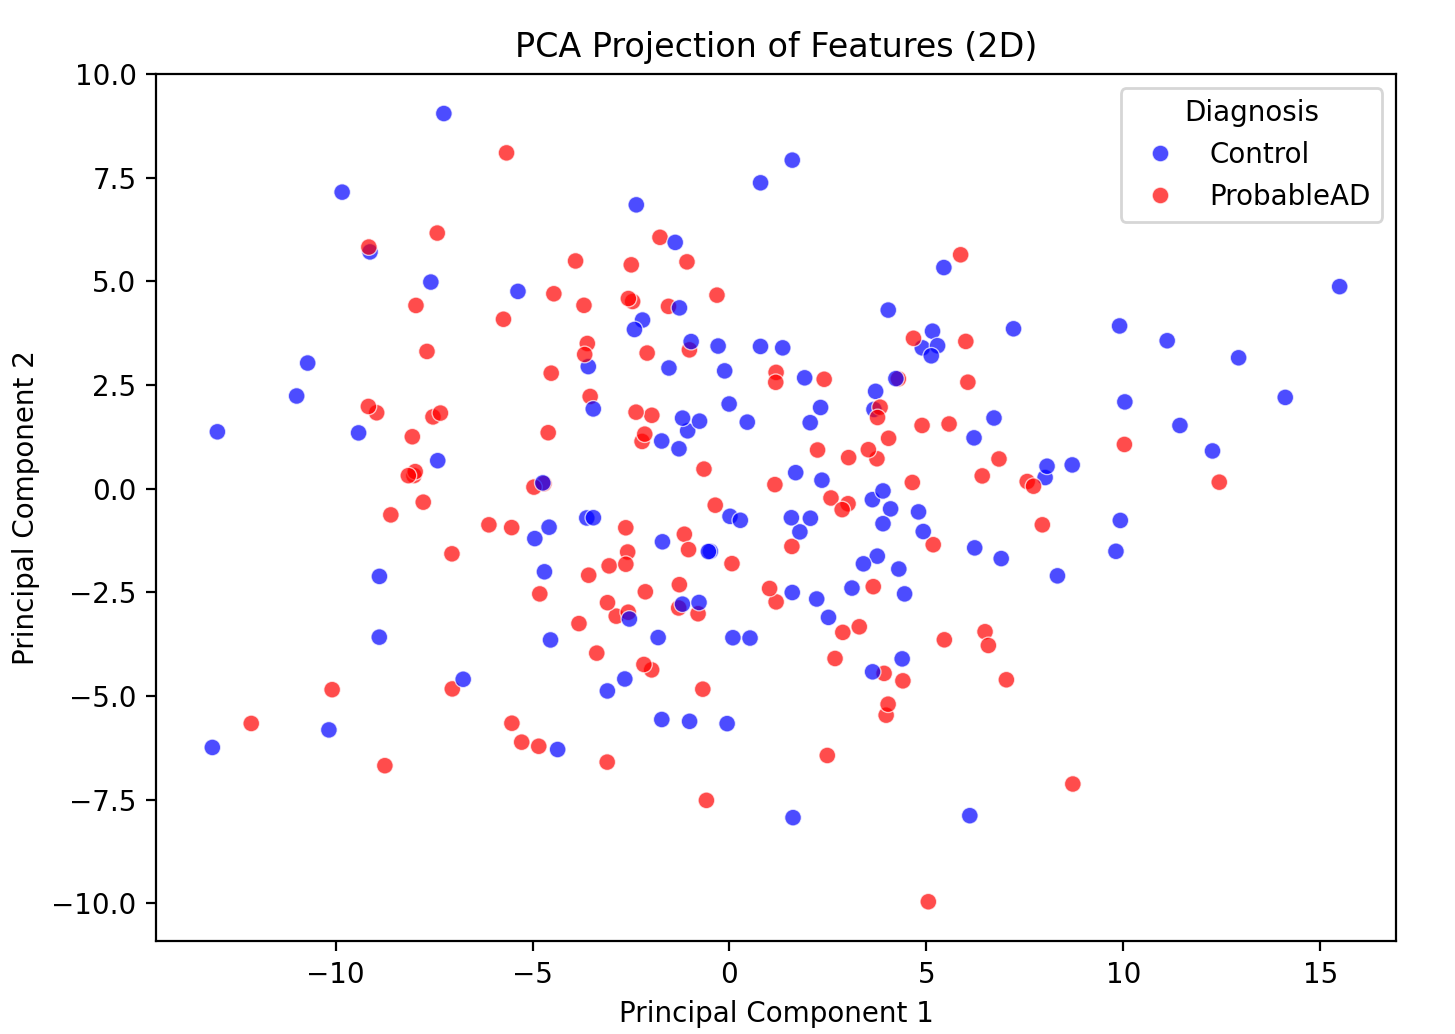 PCA Projection of Features (2D)
Diagnosis
Control
ProbableAD
10.0
7.5
5.0
2.5
0.0
−2.5
−5.0
−7.5
−10.0
Principal Component 2
−10
−5
0
5
10
15
Principal Component 1